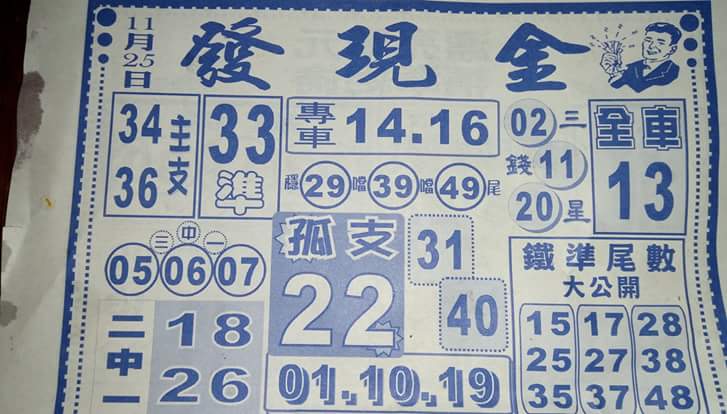 11月25日
發現金
34 36 主支
33 準
專車 14.16
穩 29 嗡 39 嗡 49 尾
02 三
錢 11
20 星
全車
13
三中一
05 06 07
孤支
22
31
40
鐵準尾數
大公開
15 17 28
25 27 38
35 37 48
二中一
18
26
01.10.19